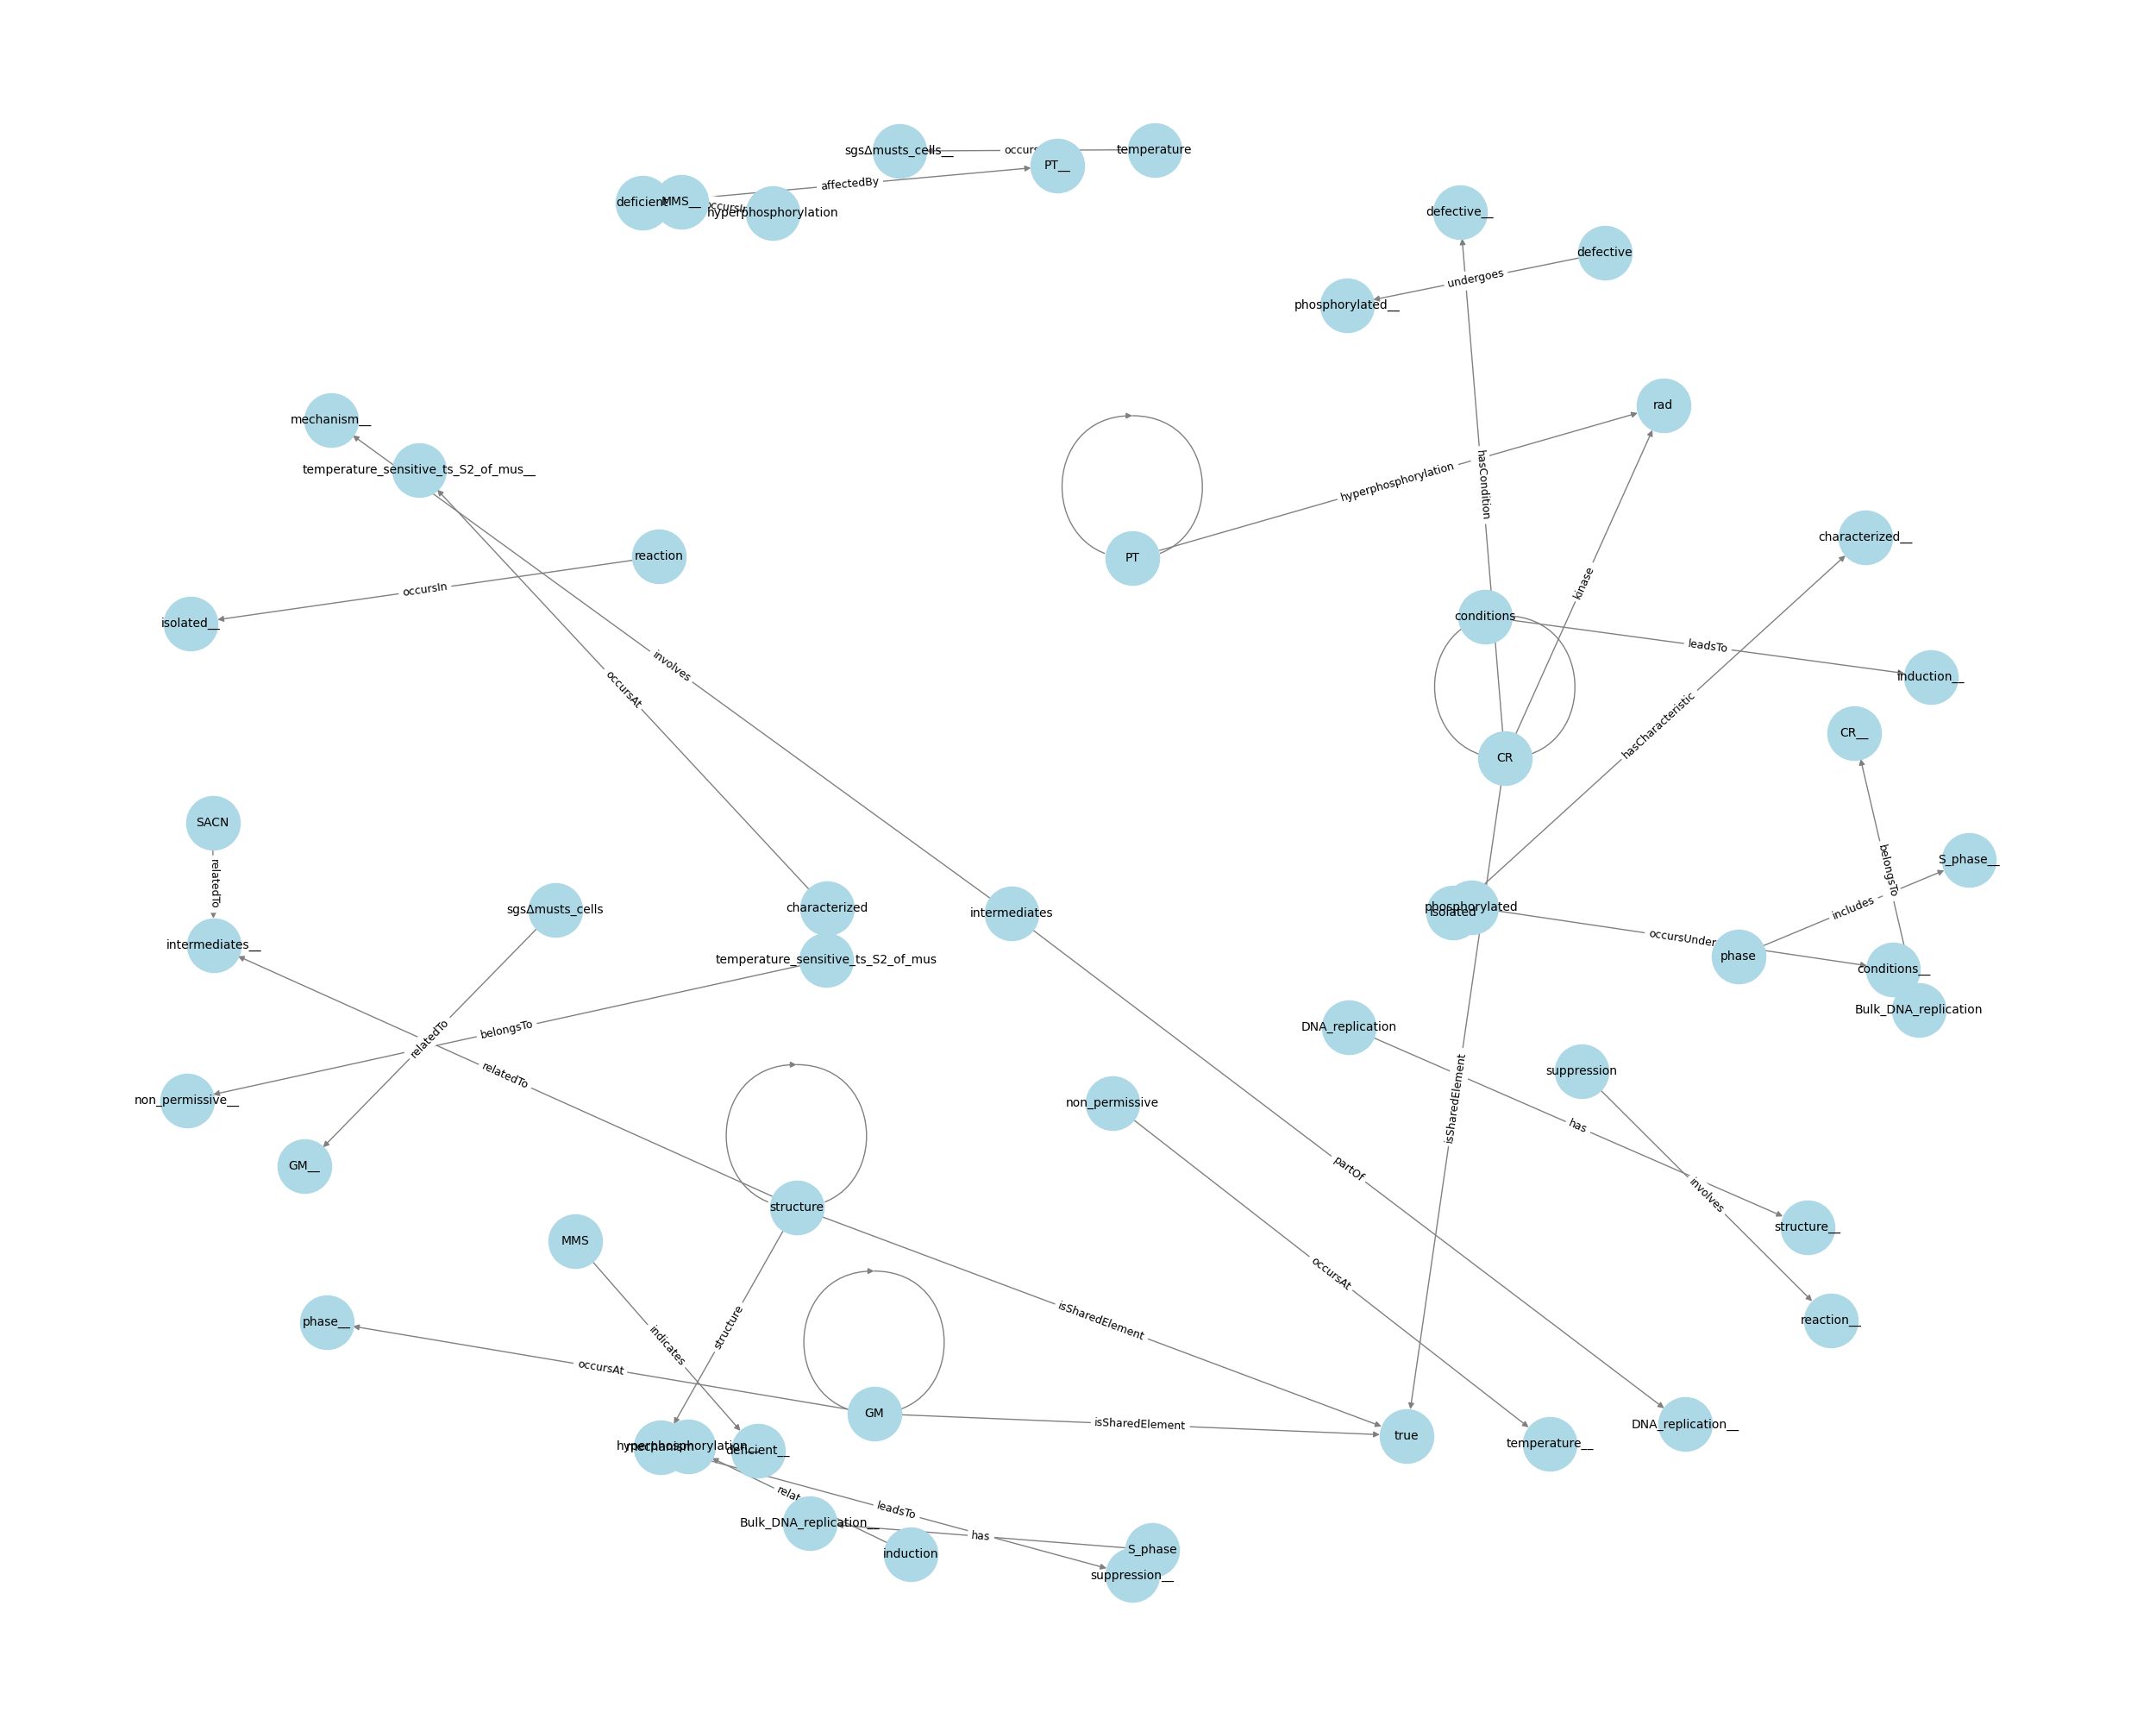 sgsΔmusts_cells__
temperature
PT__
affectedBy
deficient
MMS__
hyperphosphorylation
defective__
defective
undergoes
phosphorylated__
rad
mechanism__
temperature_sensitive_ts_S2_of_mus__
hyperphosphorylation
hasCondition
characterized__
reaction
PT
occursIn
kinase
isolated__
conditions
leadsTo
involves
occursAt
induction__
hasCharacteristic
CR__
CR
SACN
relatedTo
belongsTo
S_phase__
sgsΔmusts_cells
characterized
intermediates
phosphorylated
isolated
includes
intermediates__
occursUnder
phase
temperature_sensitive_ts_S2_of_mus
conditions__
Bulk_DNA_replication
belongsTo
DNA_replication
relatedTo
relatedTo
suppression
non_permissive__
non_permissive
isSharedElement
has
GM__
partOf
involves
structure
structure__
MMS
occursAt
phase__
structure
isSharedElement
reaction__
indicates
occursAt
GM
isSharedElement
true
DNA_replication__
temperature__
hyperphosphorylation__
mechanism
deficient__
leadsTo
Bulk_DNA_replication__
has
induction
S_phase
suppression__